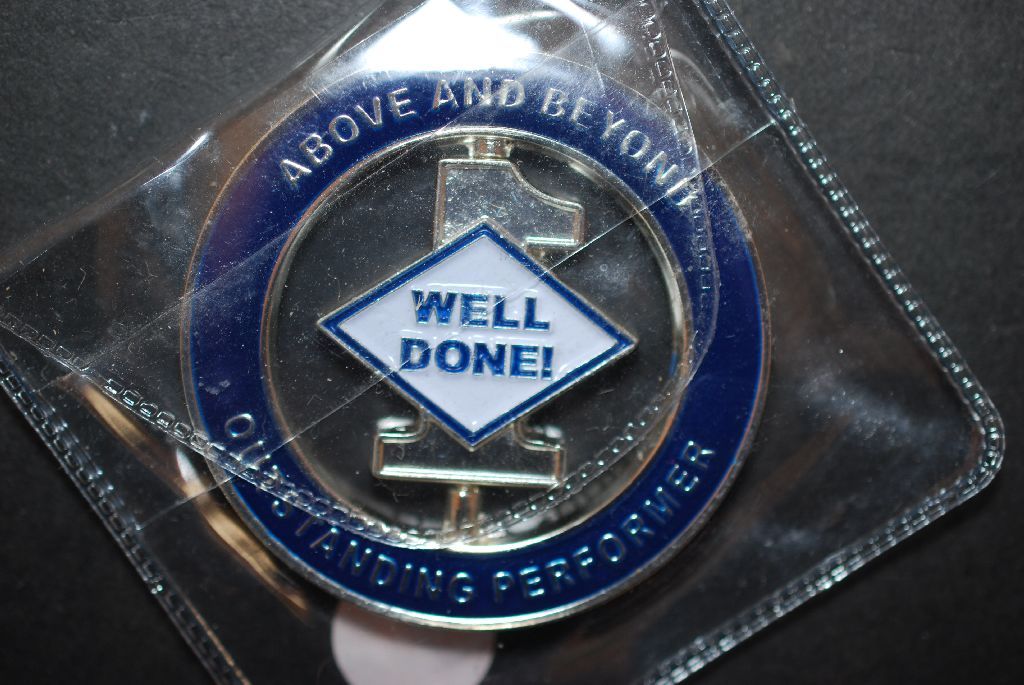 ABOVE AND BEYOND
WELL
DONE!
OUTSTANDING PERFORMER